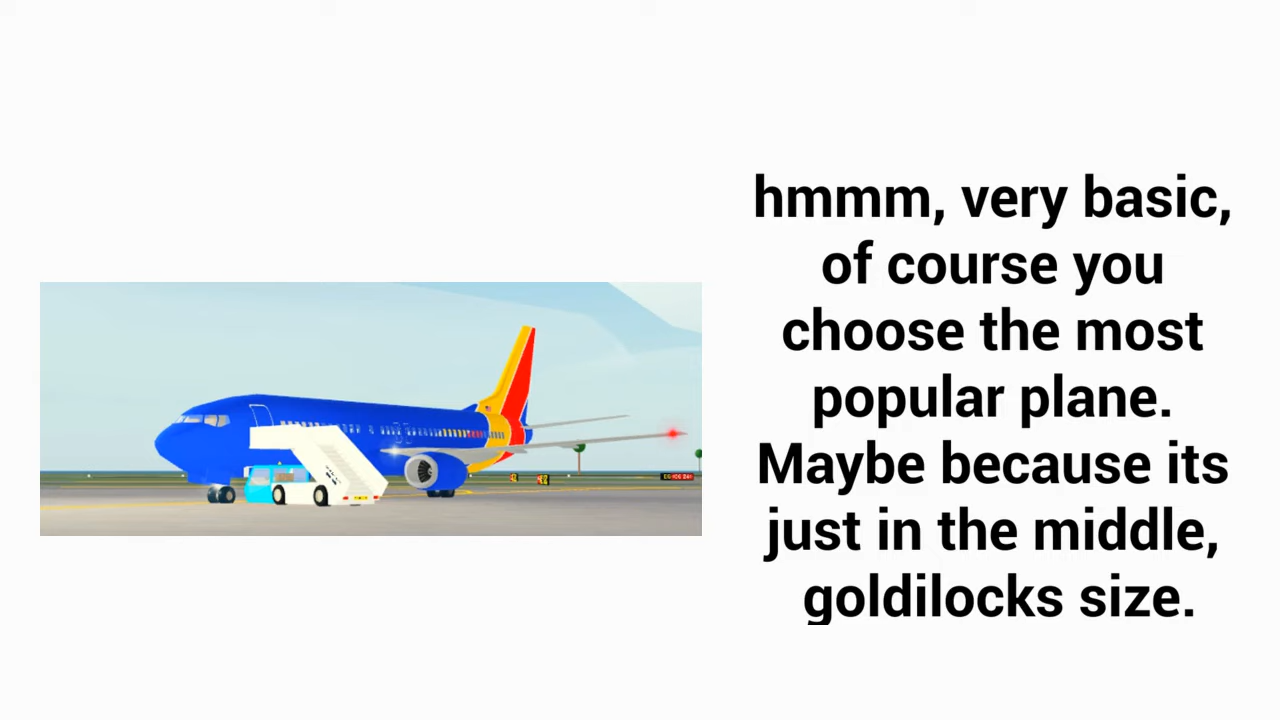 hmmm, very basic,
of course you
choose the most
popular plane.
Maybe because its
just in the middle,
goldilocks size.